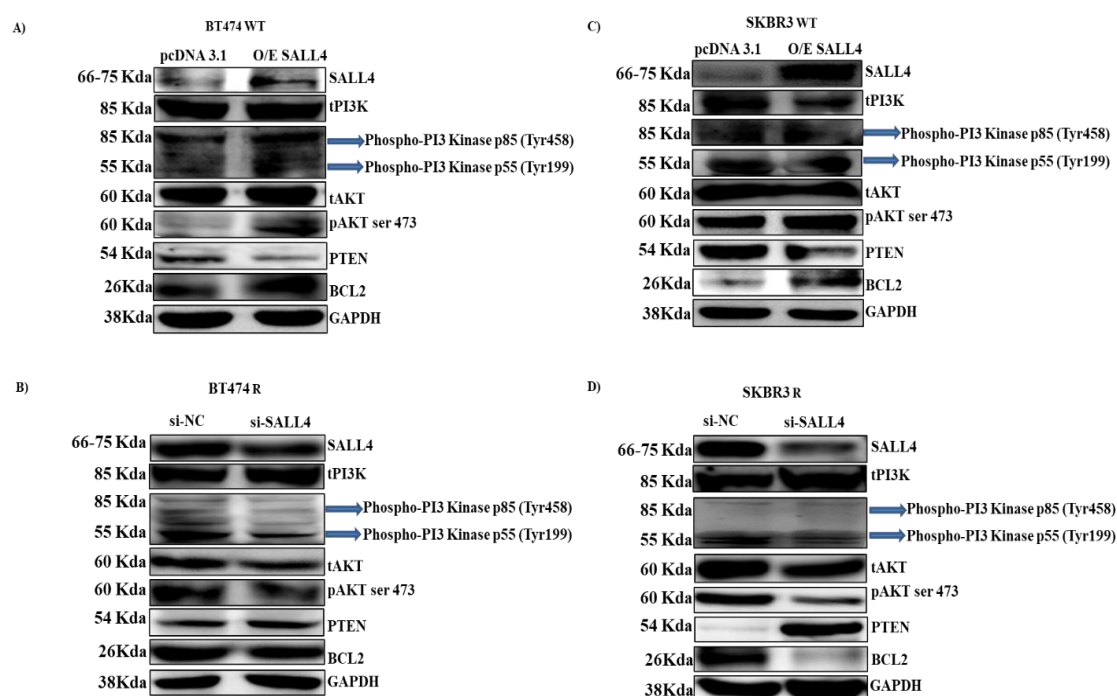 A)
BT474 WT
pcDNA 3.1 O/E SALL4
66-75 Kda SALL4
85 Kda tPI3K
85 Kda Phospho-PI3 Kinase p85 (Tyr458)
55 Kda Phospho-PI3 Kinase p55 (Tyr199)
60 Kda tAKT
60 Kda pAKT ser 473
54 Kda PTEN
26Kda BCL2
38Kda GAPDH
B)
BT474 R
si-NC si-SALL4
66-75 Kda SALL4
85 Kda tPI3K
85 Kda Phospho-PI3 Kinase p85 (Tyr458)
55 Kda Phospho-PI3 Kinase p55 (Tyr199)
60 Kda tAKT
60 Kda pAKT ser 473
54 Kda PTEN
26Kda BCL2
38Kda GAPDH
C)
SKBR3 WT
pcDNA 3.1 O/E SALL4
66-75 Kda SALL4
85 Kda tPI3K
85 Kda Phospho-PI3 Kinase p85 (Tyr458)
55 Kda Phospho-PI3 Kinase p55 (Tyr199)
60 Kda tAKT
60 Kda pAKT ser 473
54 Kda PTEN
26 Kda BCL2
38Kda GAPDH
D)
SKBR3 R
si-NC si-SALL4
66-75 Kda SALL4
85 Kda tPI3K
85 Kda Phospho-PI3 Kinase p85 (Tyr458)
55 Kda Phospho-PI3 Kinase p55 (Tyr199)
60 Kda tAKT
60 Kda pAKT ser 473
54 Kda PTEN
26Kda BCL2
38Kda GAPDH